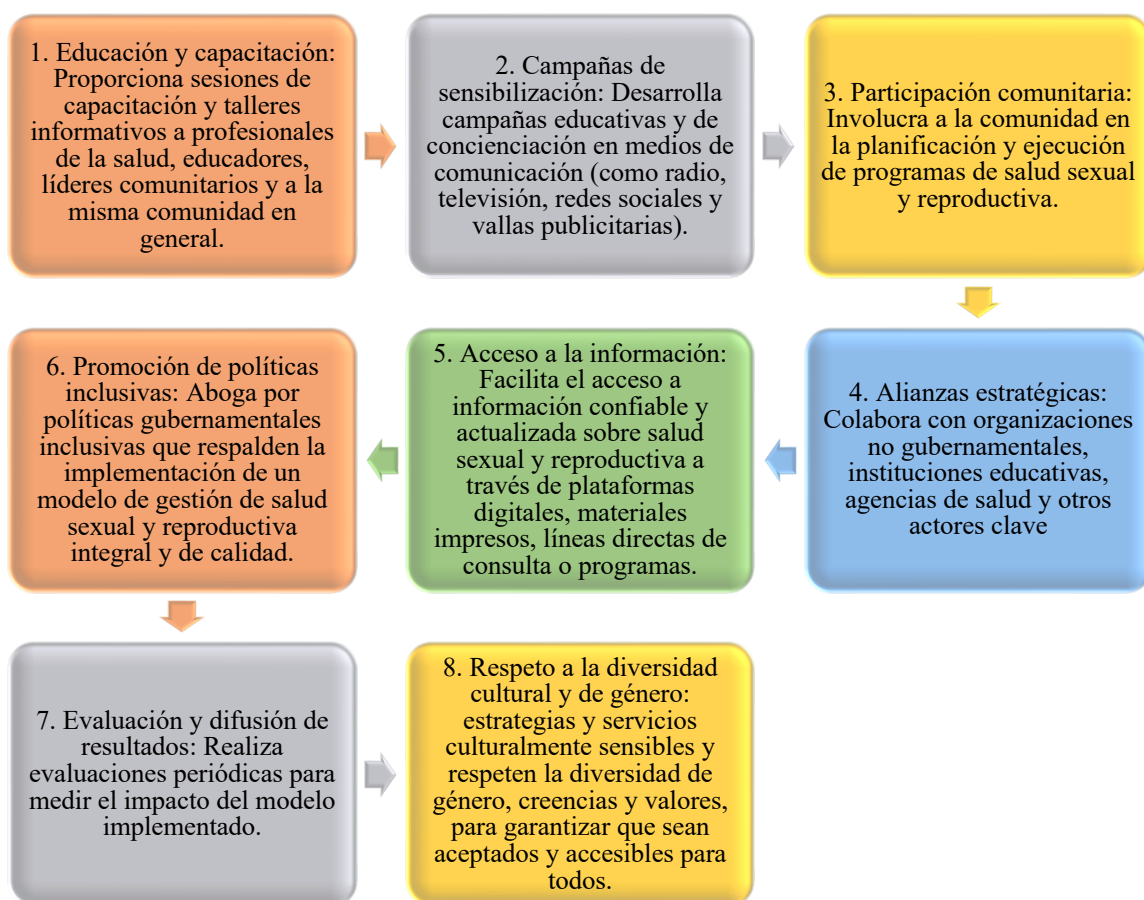 1. Educación y capacitación:
Proporciona sesiones de
capacitación y talleres
informativos a profesionales
de la salud, educadores,
líderes comunitarios y a la
misma comunidad en
general.
2. Campañas de
sensibilización: Desarrolla
campañas educativas y de
concienciación en medios de
comunicación (como radio,
televisión, redes sociales y
vallas publicitarias).
3. Participación comunitaria:
Involucra a la comunidad en
la planificación y ejecución
de programas de salud sexual
y reproductiva.
4. Alianzas estratégicas:
Colabora con organizaciones
no gubernamentales,
instituciones educativas,
agencias de salud y otros
actores clave
5. Acceso a la información:
Facilita el acceso a
información confiable y
actualizada sobre salud
sexual y reproductiva a
través de plataformas
digitales, materiales
impresos, líneas directas de
consulta o programas.
6. Promoción de políticas
inclusivas: Aboga por
políticas gubernamentales
inclusivas que respalden la
implementación de un
modelo de gestión de salud
sexual y reproductiva
integral y de calidad.
7. Evaluación y difusión de
resultados: Realiza
evaluaciones periódicas para
medir el impacto del modelo
implementado.
8. Respeto a la diversidad
cultural y de género:
estrategias y servicios
culturalmente sensibles y
respeten la diversidad de
género, creencias y valores,
para garantizar que sean
aceptados y accesibles para
todos.